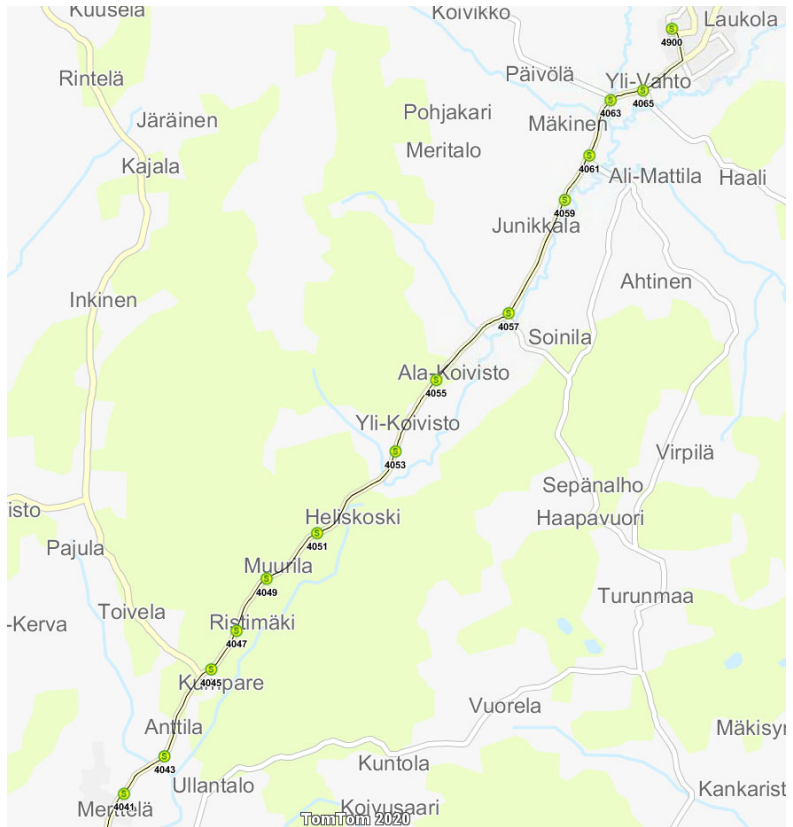 Kuusela
Koivikko
Laukola
4900
Rintelä
Päivölä
Yli-Vahto
4065
4063
Pohjakari
Järäinen
Mäkinen
Meritalo
4061
Kajala
Ali-Mattila
Haali
4059
Junikkala
Ahtinen
Inkinen
4057
Soinila
Ala-Koivisto
4055
Yli-Koivisto
4053
Virpilä
Sepänalho
isto
Heliskoski
Haapavuori
4051
Pajula
Muurila
4049
Turunmaa
Toivela
-Kerva
Ristimäki
4047
Kumpare
4045
Vuorela
Anttila
Mäkisyr
4043
Kuntola
Ullantalo
Kankarist
4041
Merttelä
Koivusaari
TomTom 2020